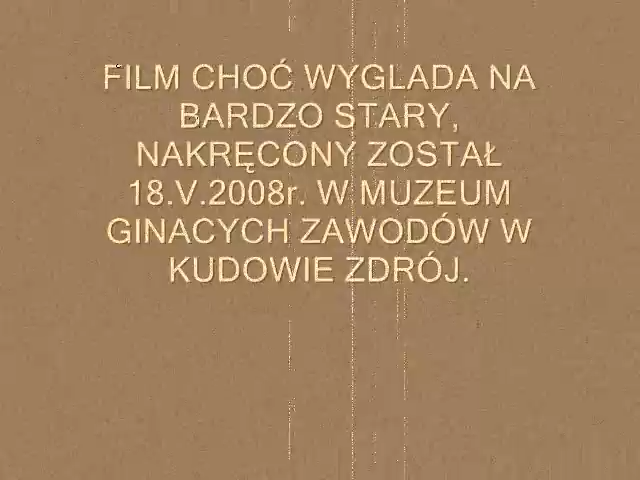 FILM CHOĆ WYGLADA NA
BARDZO STARY,
NAKRĘCONY ZOSTAŁ
18.V.2008r. W MUZEUM
GINACYCH ZAWODÓW W
KUDOWIE ZDRÓJ.